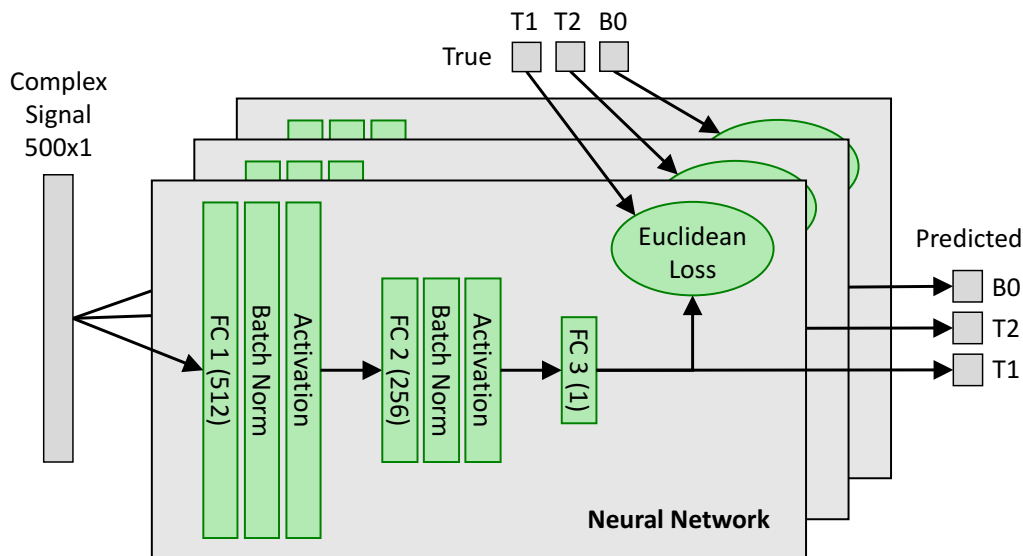 T1 T2 B0
True
Complex
Signal
500x1
Euclidean
Loss
Predicted
B0
T2
T1
FC 1 (512)
Batch Norm
Activation
FC 2 (256)
Batch Norm
Activation
FC 3 (1)
Neural Network